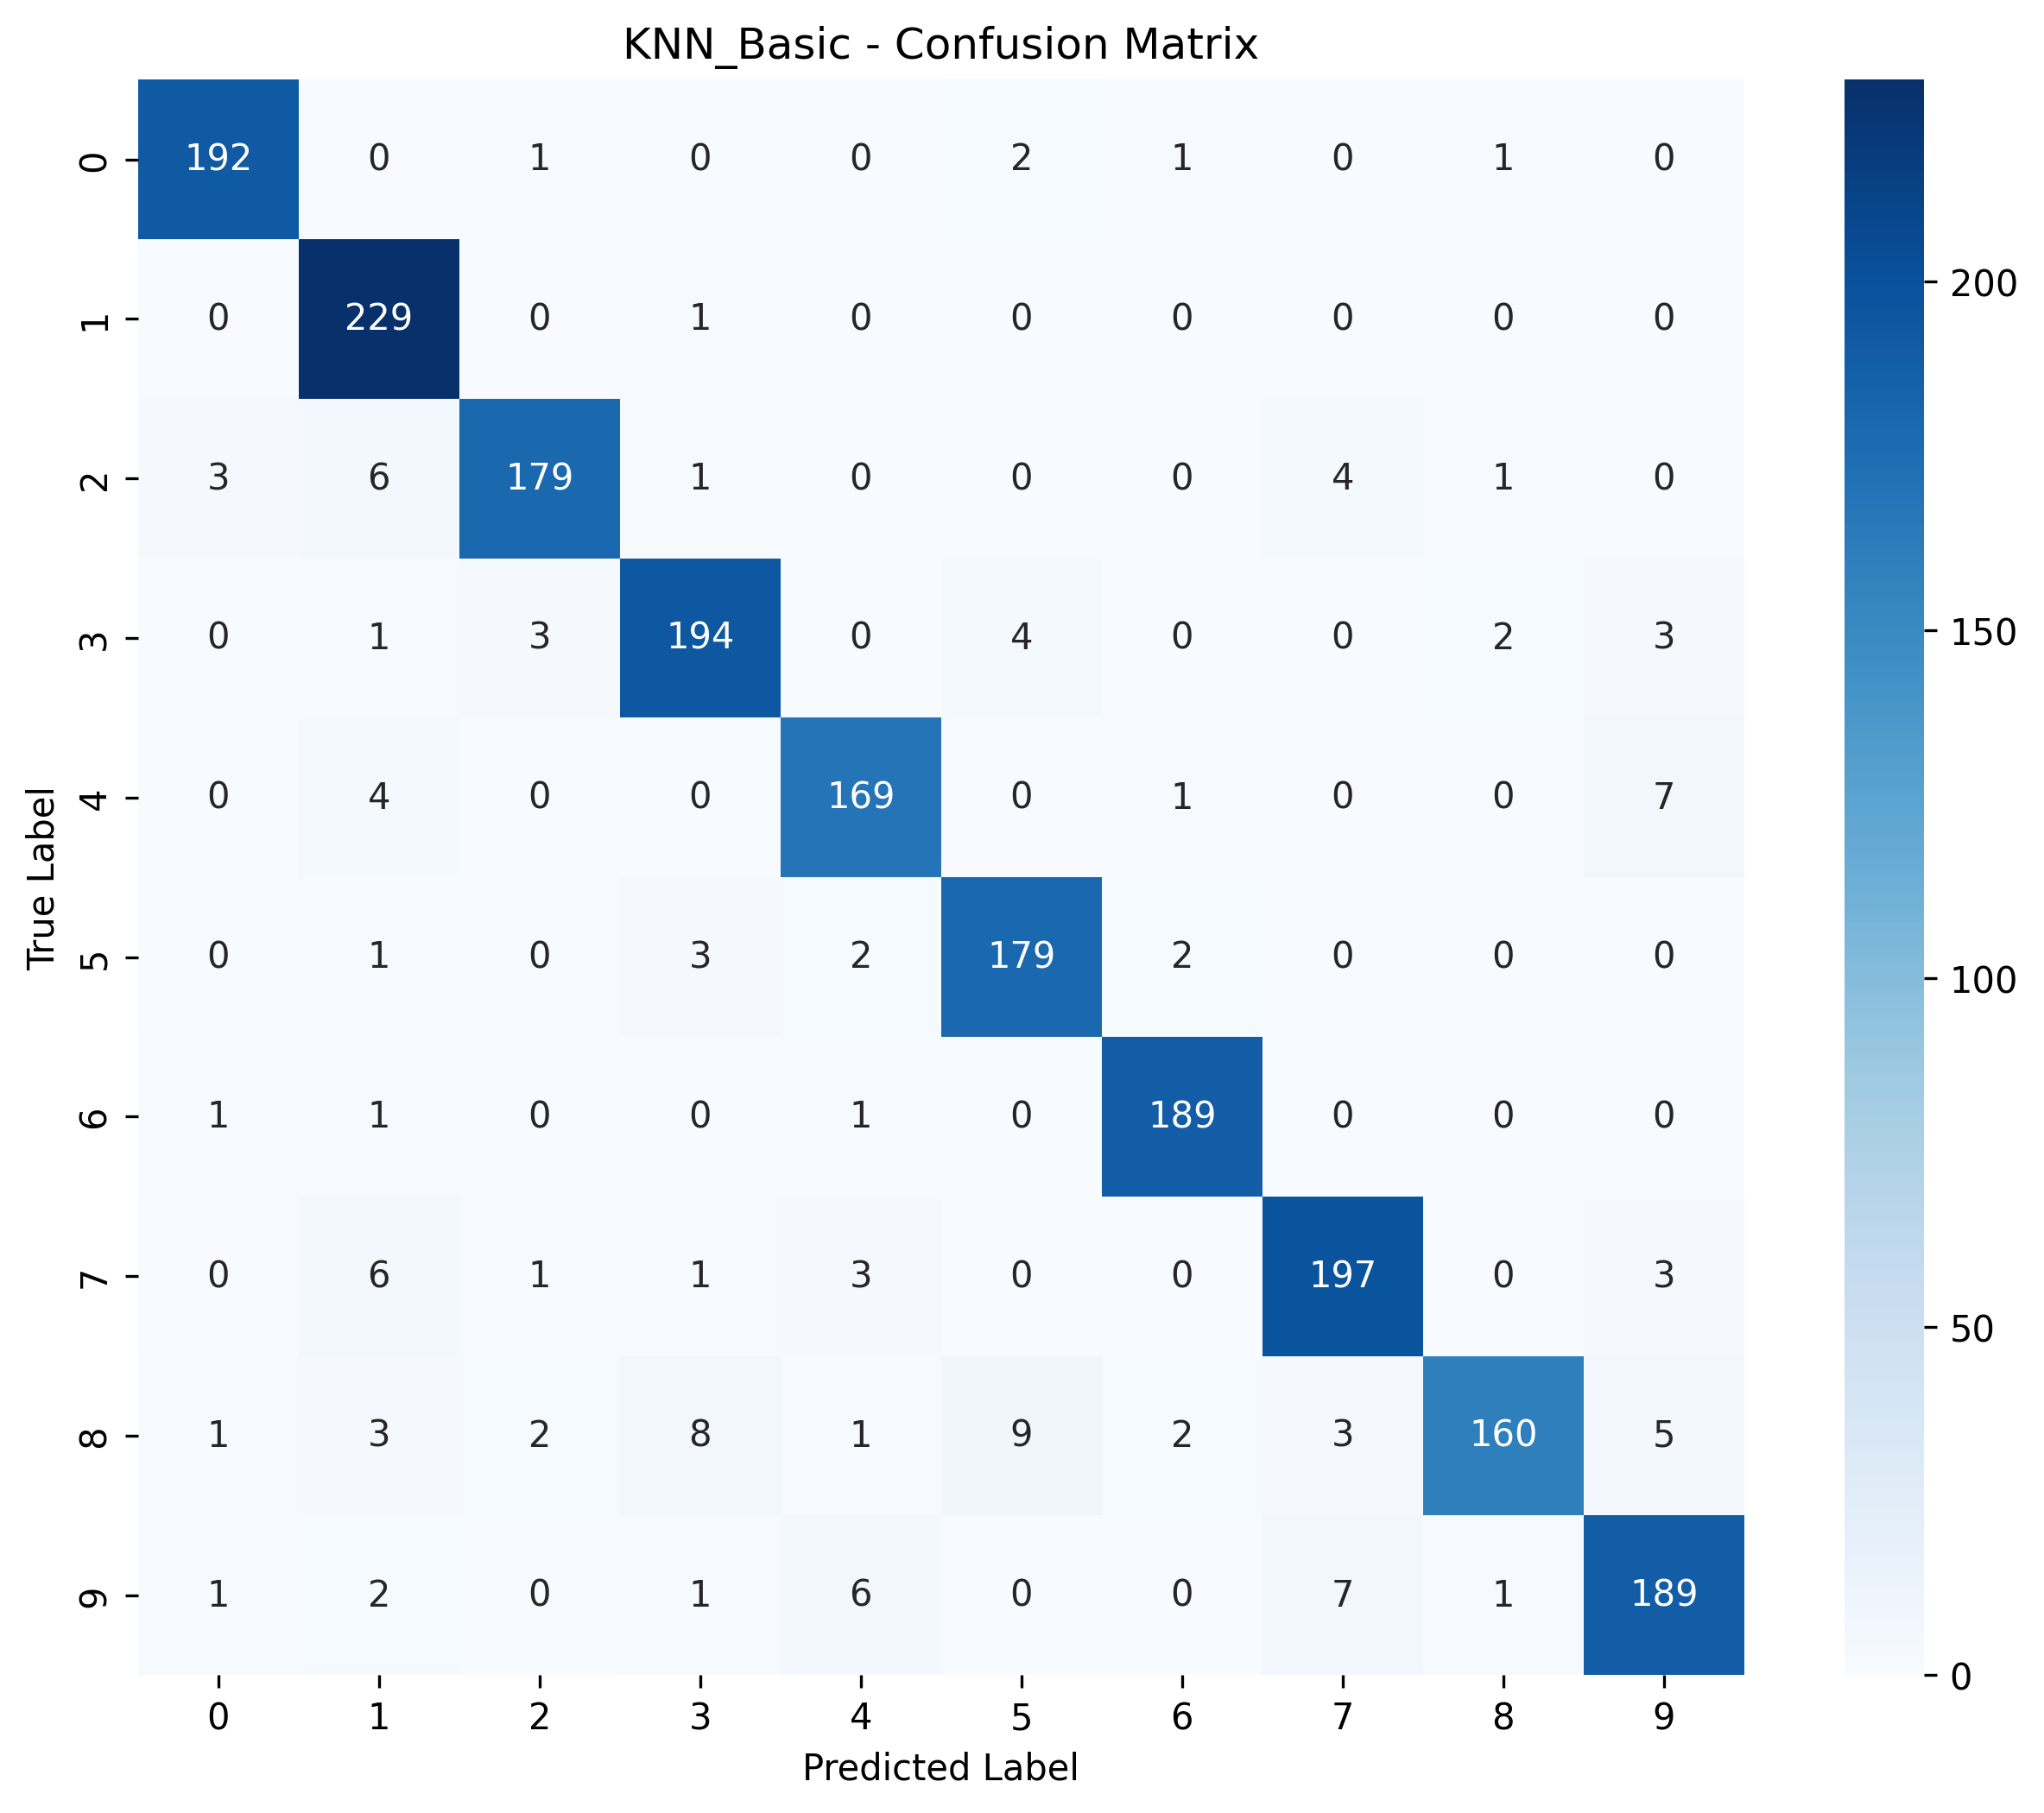 KNN_Basic - Confusion Matrix
0 192 0 1 0 0 2 1 0 1 0
1 0 229 0 1 0 0 0 0 0 0
2 3 6 179 1 0 0 0 4 1 0
3 0 1 3 194 0 4 0 0 2 3
4 0 4 0 0 169 0 1 0 0 7
5 0 1 0 3 2 179 2 0 0 0
6 1 1 0 0 1 0 189 0 0 0
7 0 6 1 1 3 0 0 197 0 3
8 1 3 2 8 1 9 2 3 160 5
9 1 2 0 1 6 0 0 7 1 189
0 1 2 3 4 5 6 7 8 9
Predicted Label
True Label
200
150
100
50
0